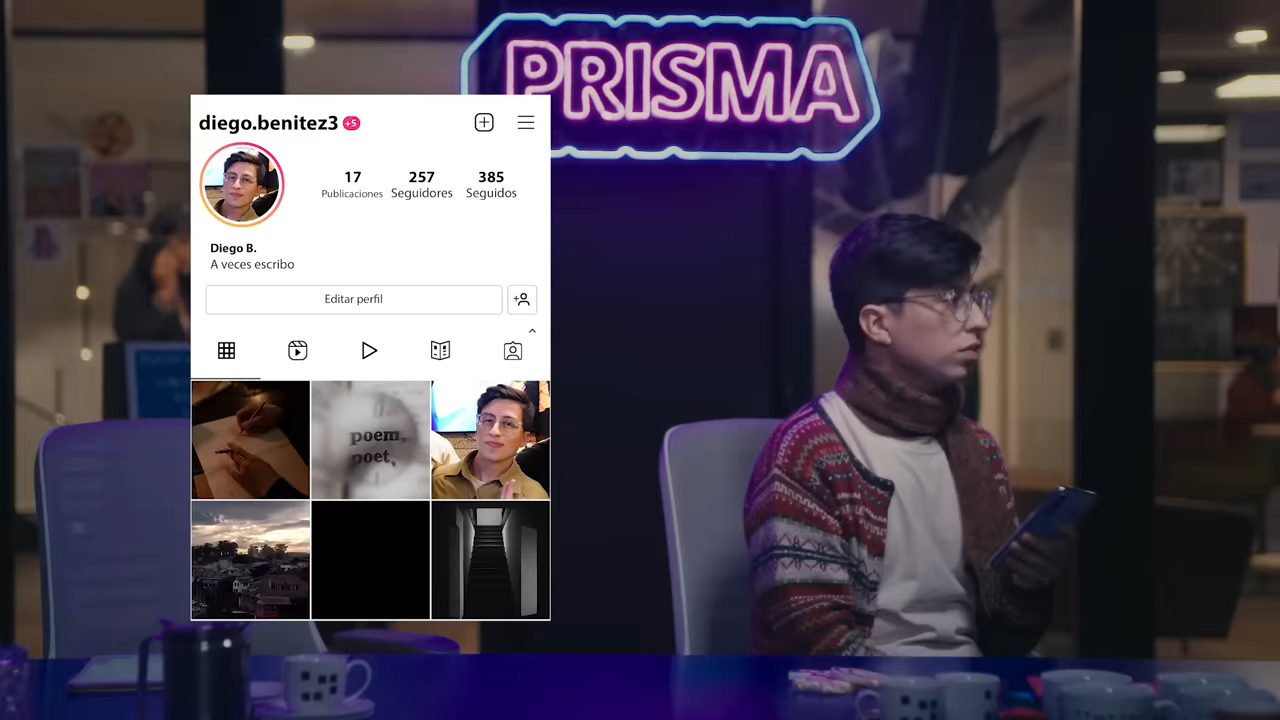 PRISMA
diego.benitez3 +5
17 257 385
Publicaciones Seguidores Seguidos
Diego B.
A veces escribo
Editar perfil
poem,
poet,